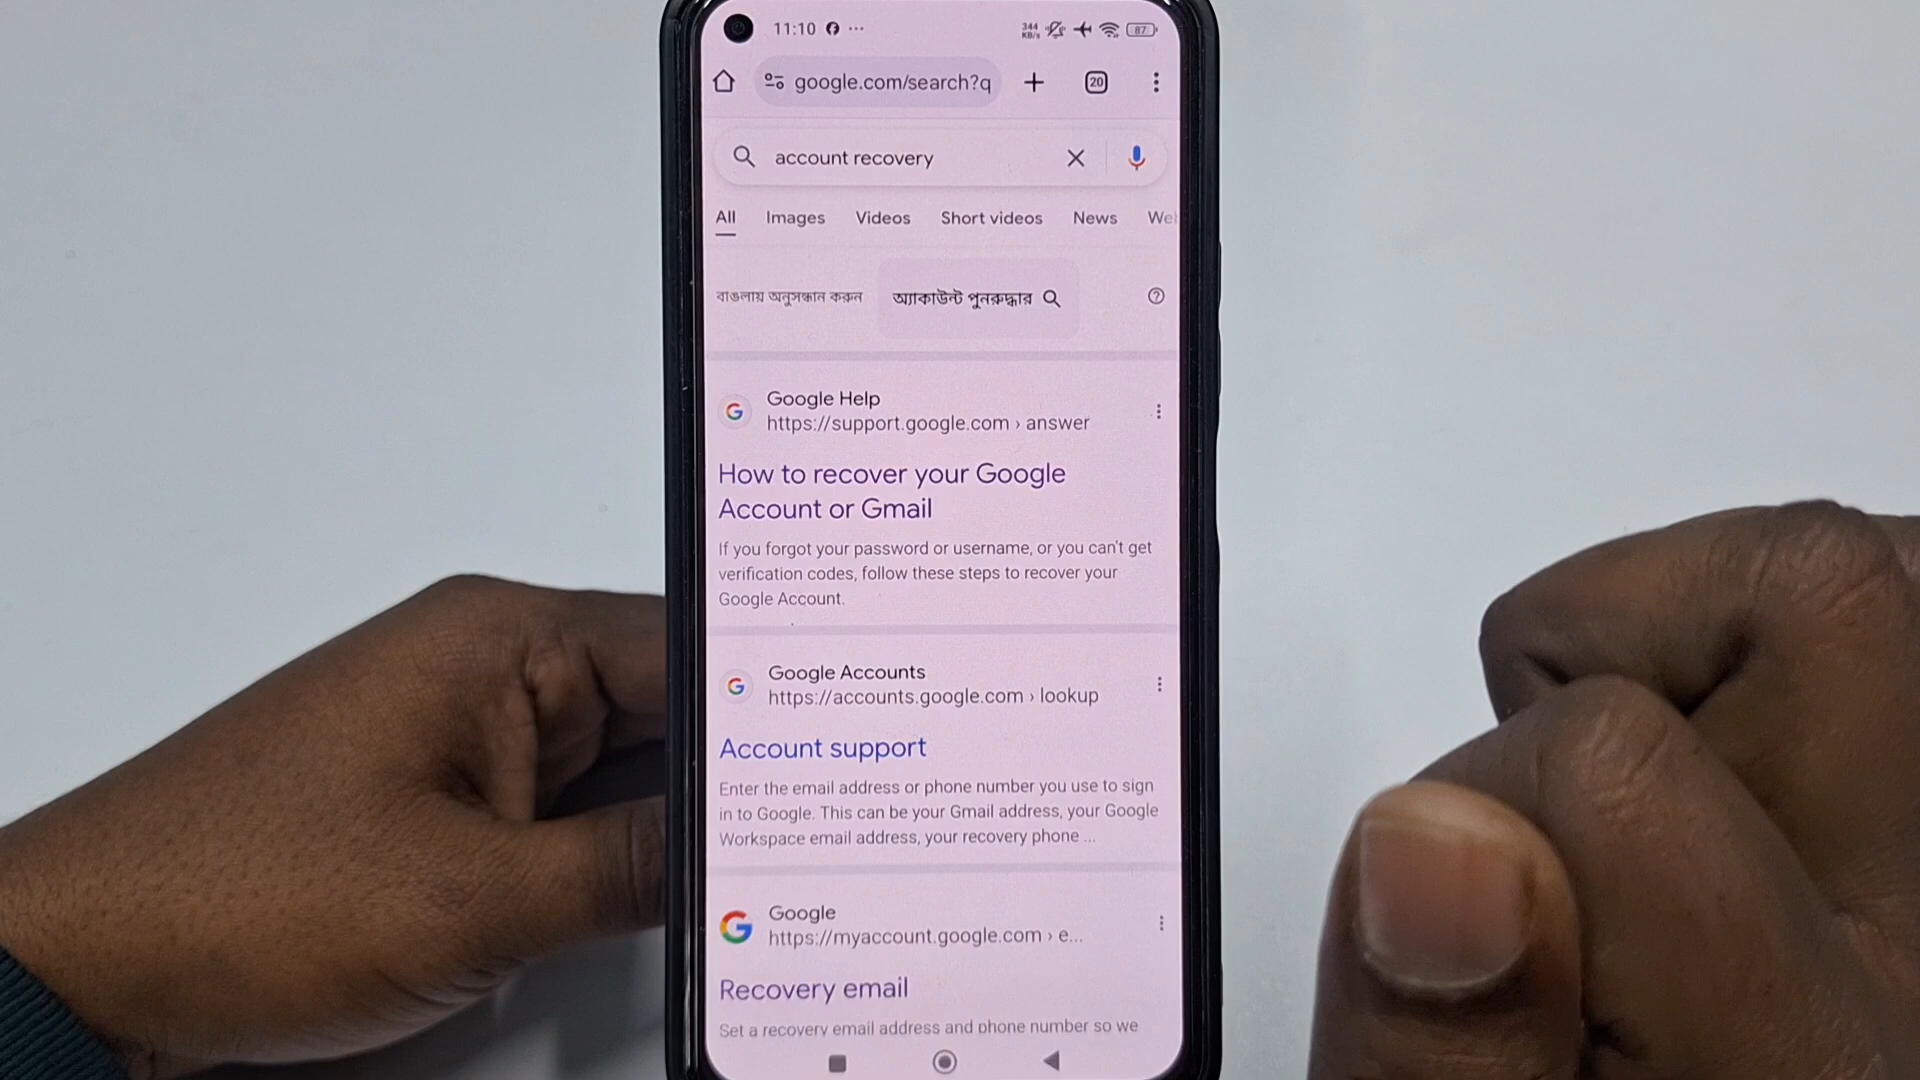 11:10
344
KB/s
87
google.com/search?q
20
account recovery
All Images Videos Short videos News
বাঙলায় অনুসন্ধান করুন অ্যাকাউন্ট পুনরুদ্ধার
Google Help
https://support.google.com › answer
How to recover your Google
Account or Gmail
If you forgot your password or username, or you can't get
verification codes, follow these steps to recover your
Google Account.
Google Accounts
https://accounts.google.com › lookup
Account support
Enter the email address or phone number you use to sign
in to Google. This can be your Gmail address, your Google
Workspace email address, your recovery phone ...
Google
https://myaccount.google.com › e...
Recovery email
Set a recovery email address and phone number so we